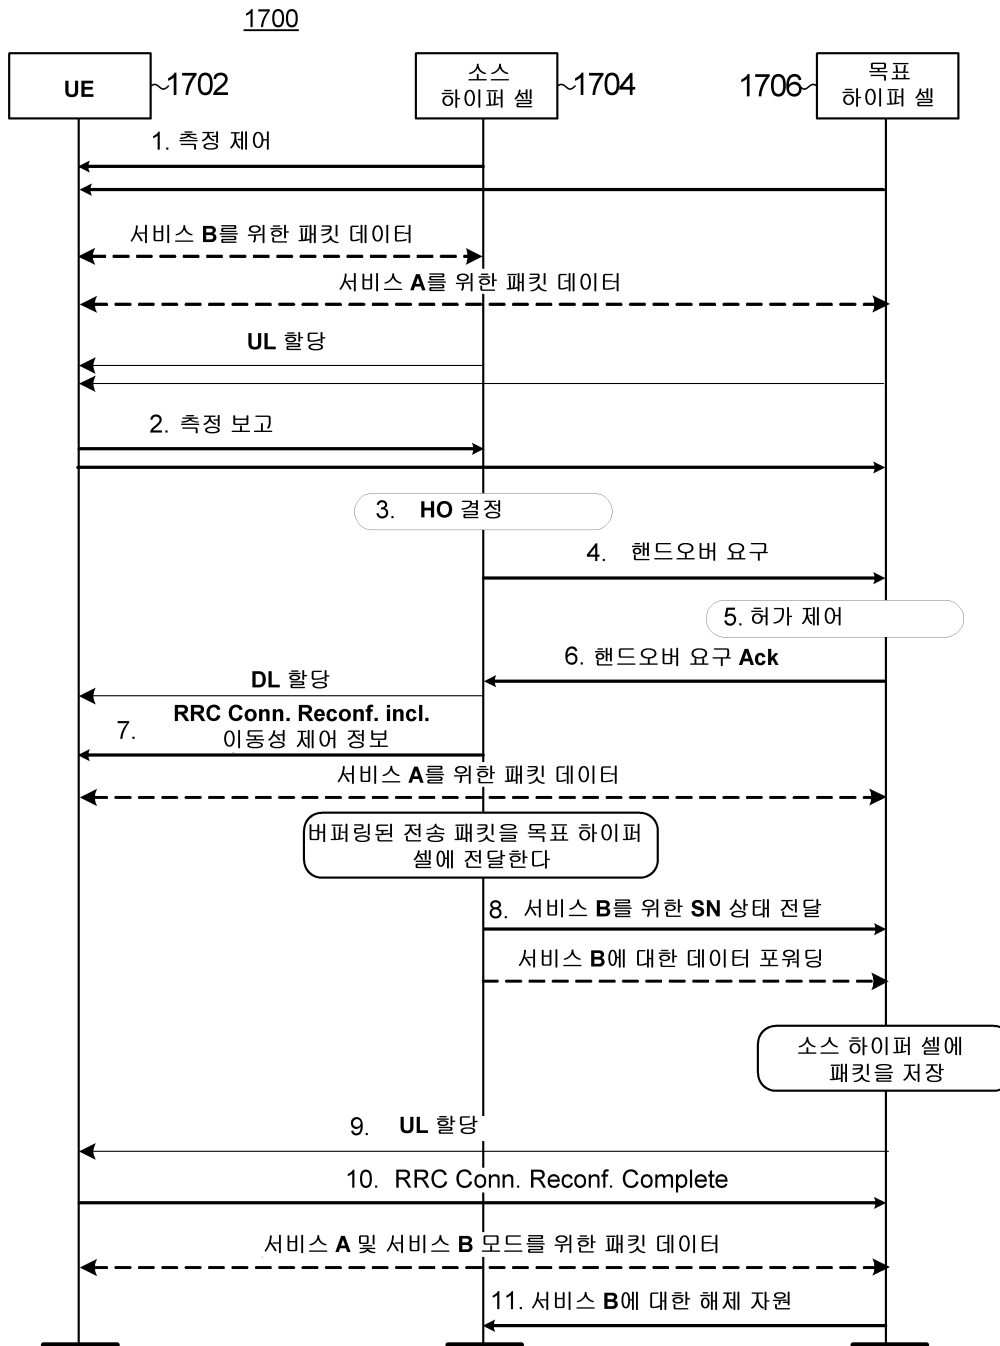 1700
UE
1702
소스
하이퍼 셀
1704
1706
목표
하이퍼 셀
1. 측정 제어
서비스 B를 위한 패킷 데이터
서비스 A를 위한 패킷 데이터
UL 할당
2. 측정 보고
3. HO 결정
4. 핸드오버 요구
5. 허가 제어
6. 핸드오버 요구 Ack
DL 할당
7. RRC Conn. Reconf. incl.
이동성 제어 정보
서비스 A를 위한 패킷 데이터
버퍼링된 전송 패킷을 목표 하이퍼
셀에 전달한다
8. 서비스 B를 위한 SN 상태 전달
서비스 B에 대한 데이터 포워딩
소스 하이퍼 셀에
패킷을 저장
9. UL 할당
10. RRC Conn. Reconf. Complete
서비스 A 및 서비스 B 모드를 위한 패킷 데이터
11. 서비스 B에 대한 해제 자원